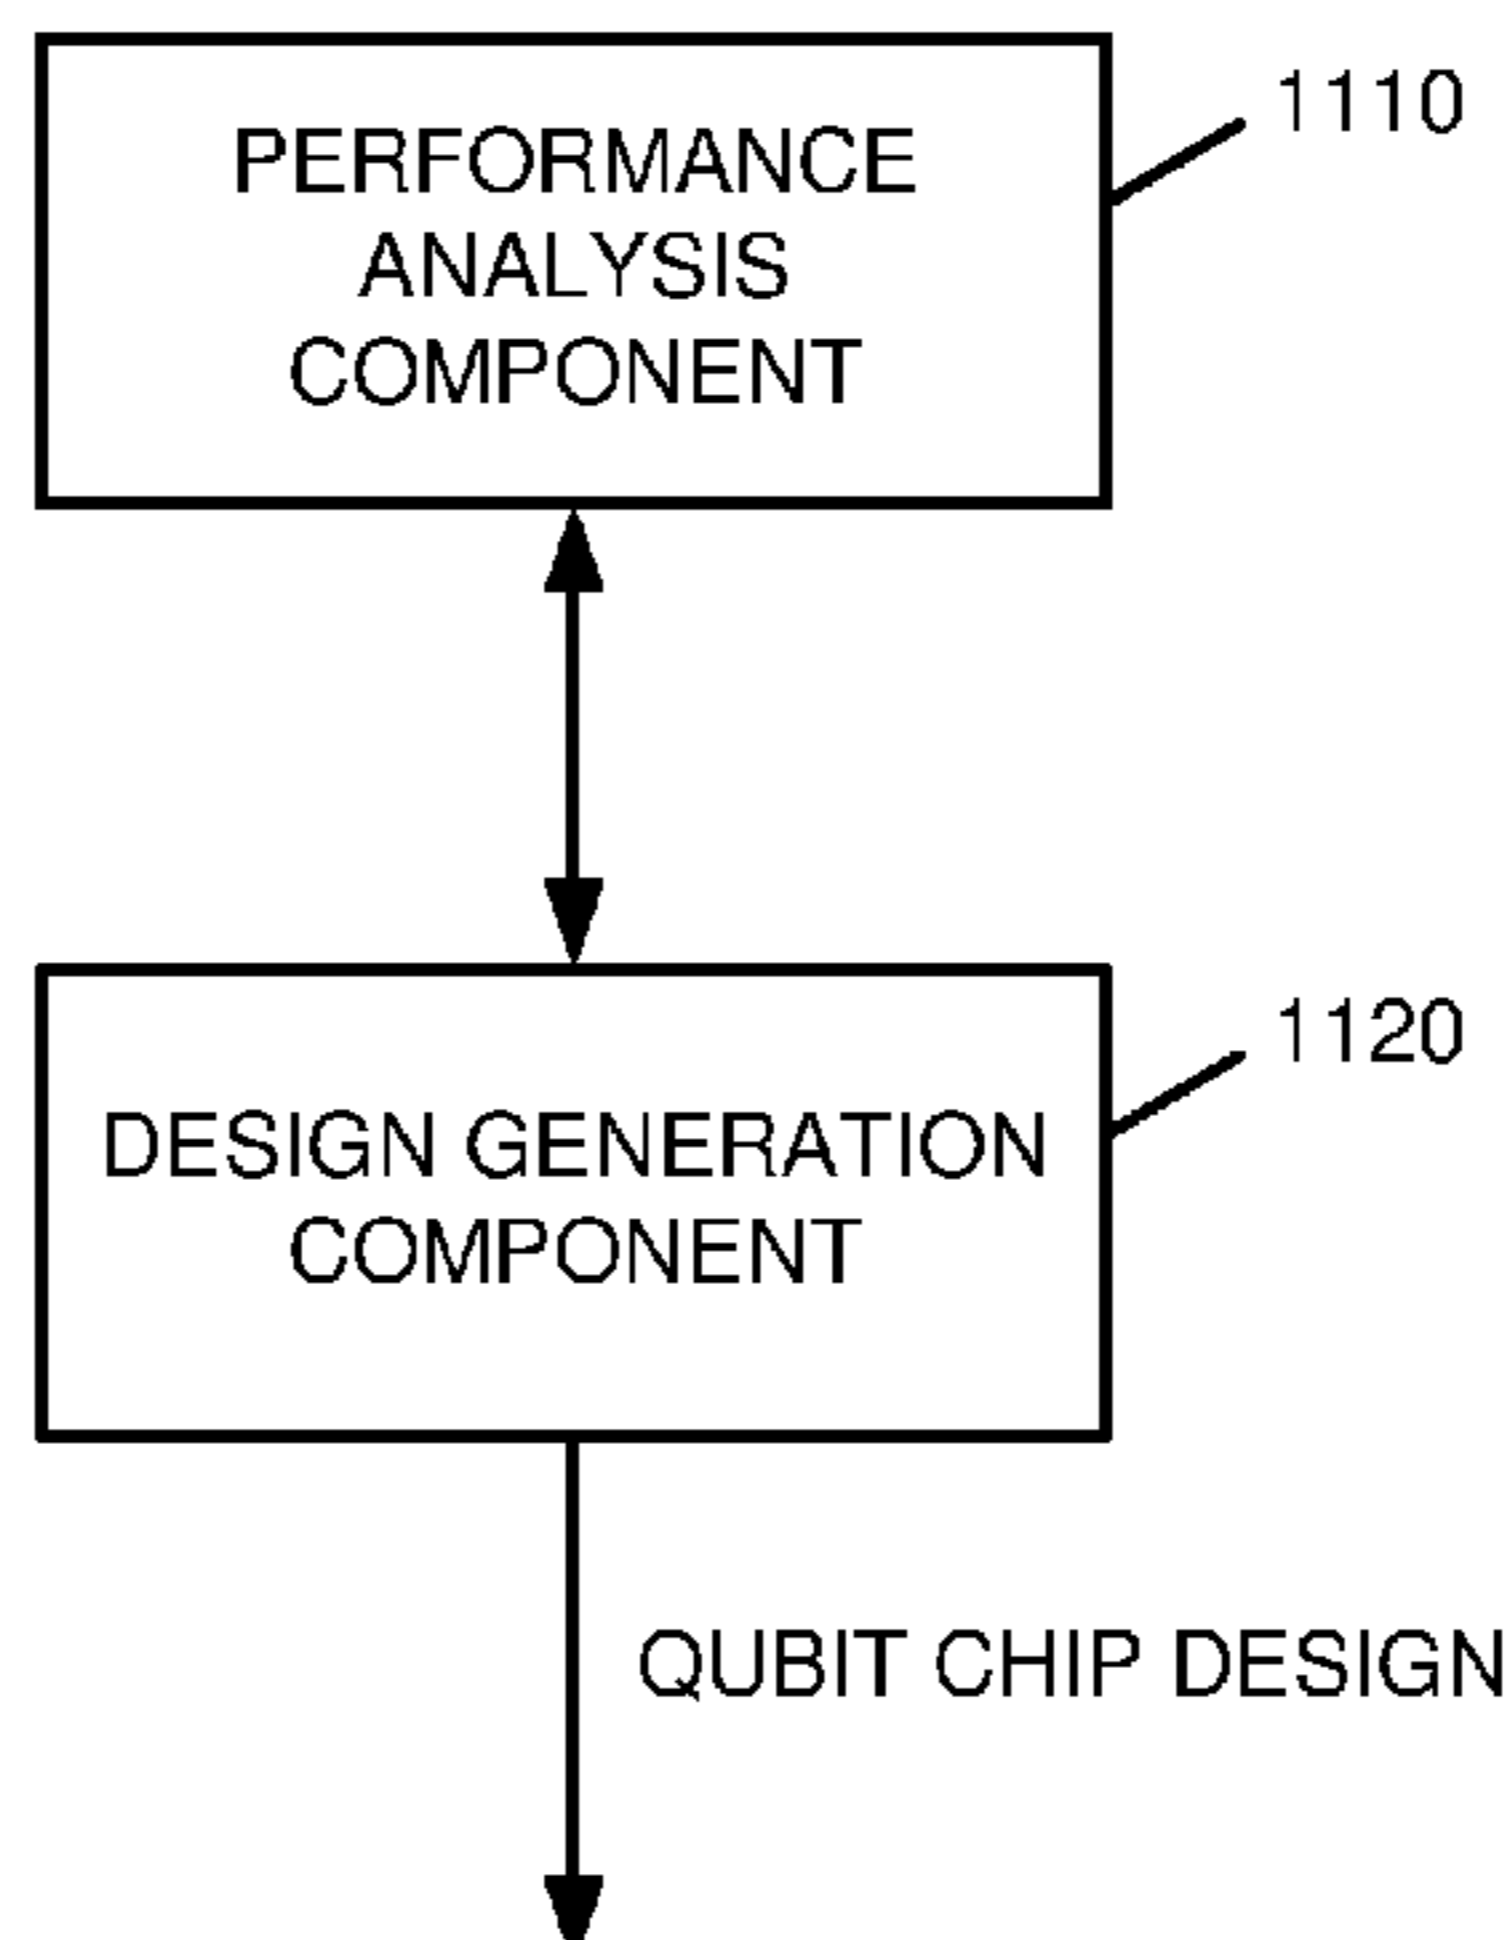 PERFORMANCE
ANALYSIS
COMPONENT
1110
DESIGN GENERATION
COMPONENT
1120
QUBIT CHIP DESIGN